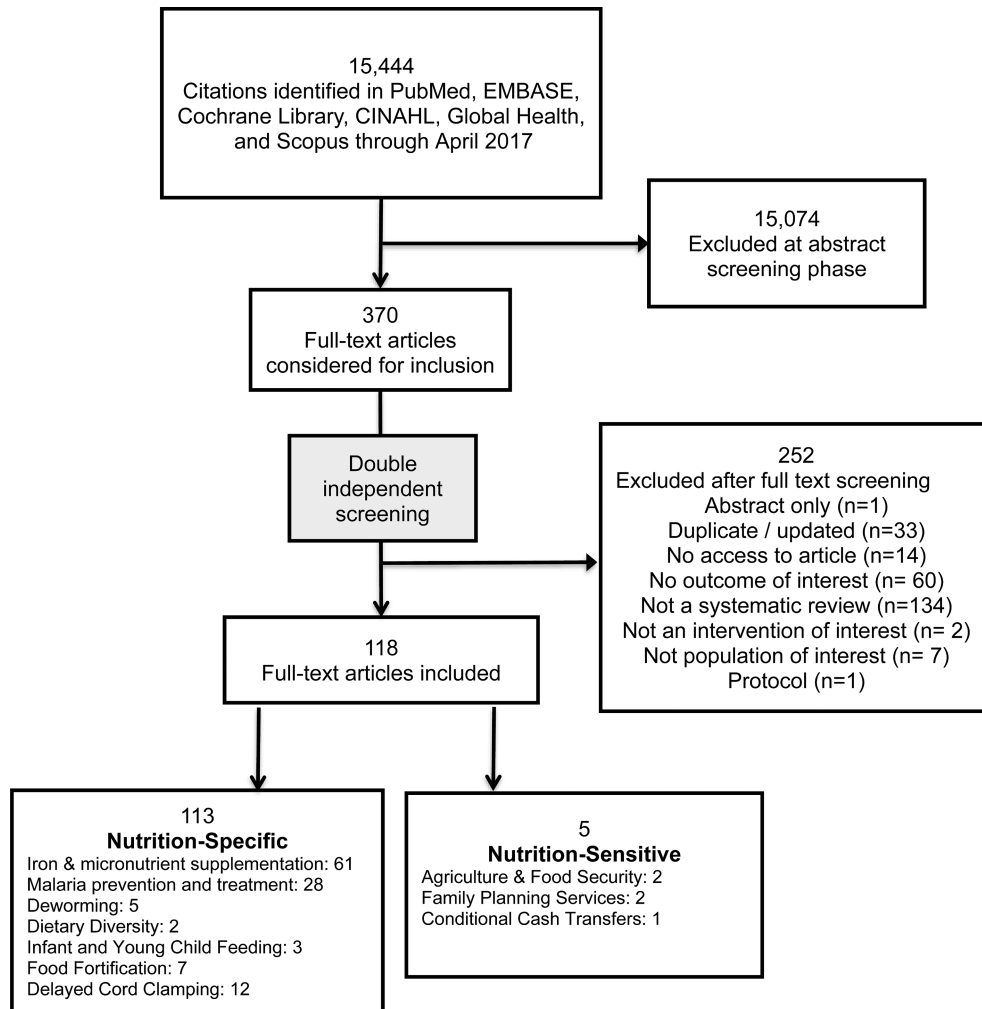 15,444
Citations identified in PubMed, EMBASE,
Cochrane Library, CINAHL, Global Health,
and Scopus through April 2017
15,074
Excluded at abstract
screening phase
370
Full-text articles
considered for inclusion
Double
independent
screening
252
Excluded after full text screening
Abstract only (n=1)
Duplicate / updated (n=33)
No access to article (n=14)
No outcome of interest (n= 60)
Not a systematic review (n=134)
Not an intervention of interest (n= 2)
Not population of interest (n= 7)
Protocol (n=1)
118
Full-text articles included
113
Nutrition-Specific
Iron & micronutrient supplementation: 61
Malaria prevention and treatment: 28
Deworming: 5
Dietary Diversity: 2
Infant and Young Child Feeding: 3
Food Fortification: 7
Delayed Cord Clamping: 12
5
Nutrition-Sensitive
Agriculture & Food Security: 2
Family Planning Services: 2
Conditional Cash Transfers: 1